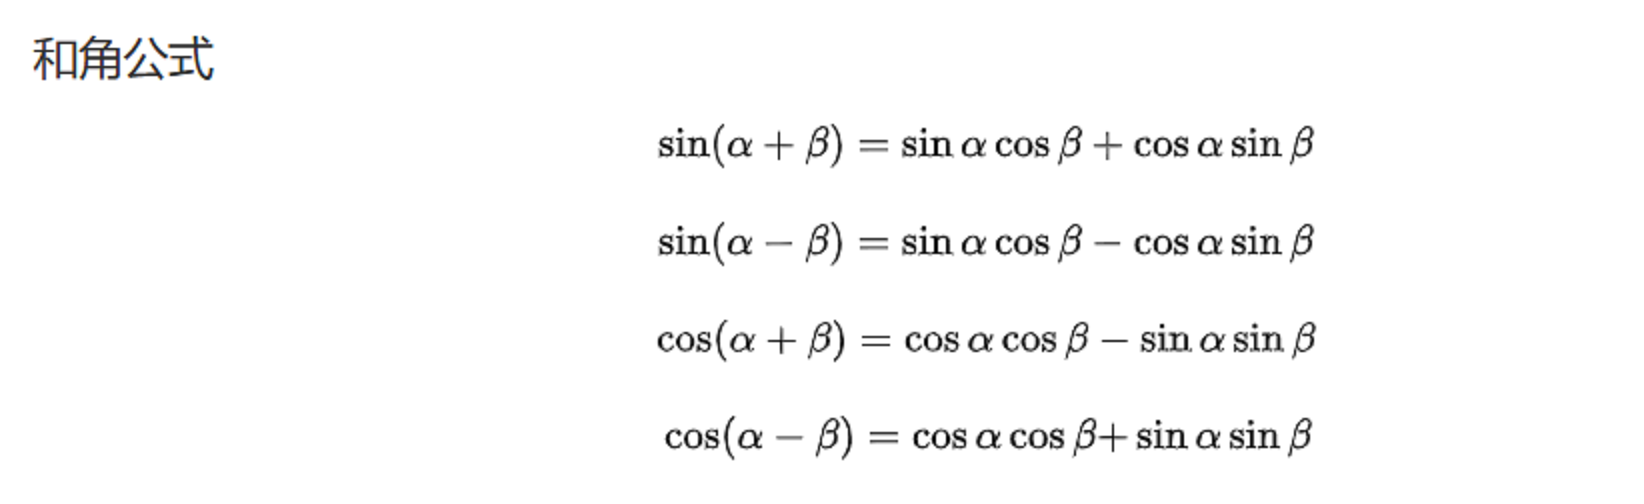 和角公式
sin(α + β) = sin α cos β + cos α sin β
sin(α − β) = sin α cos β − cos α sin β
cos(α + β) = cos α cos β − sin α sin β
cos(α − β) = cos α cos β+ sin α sin β